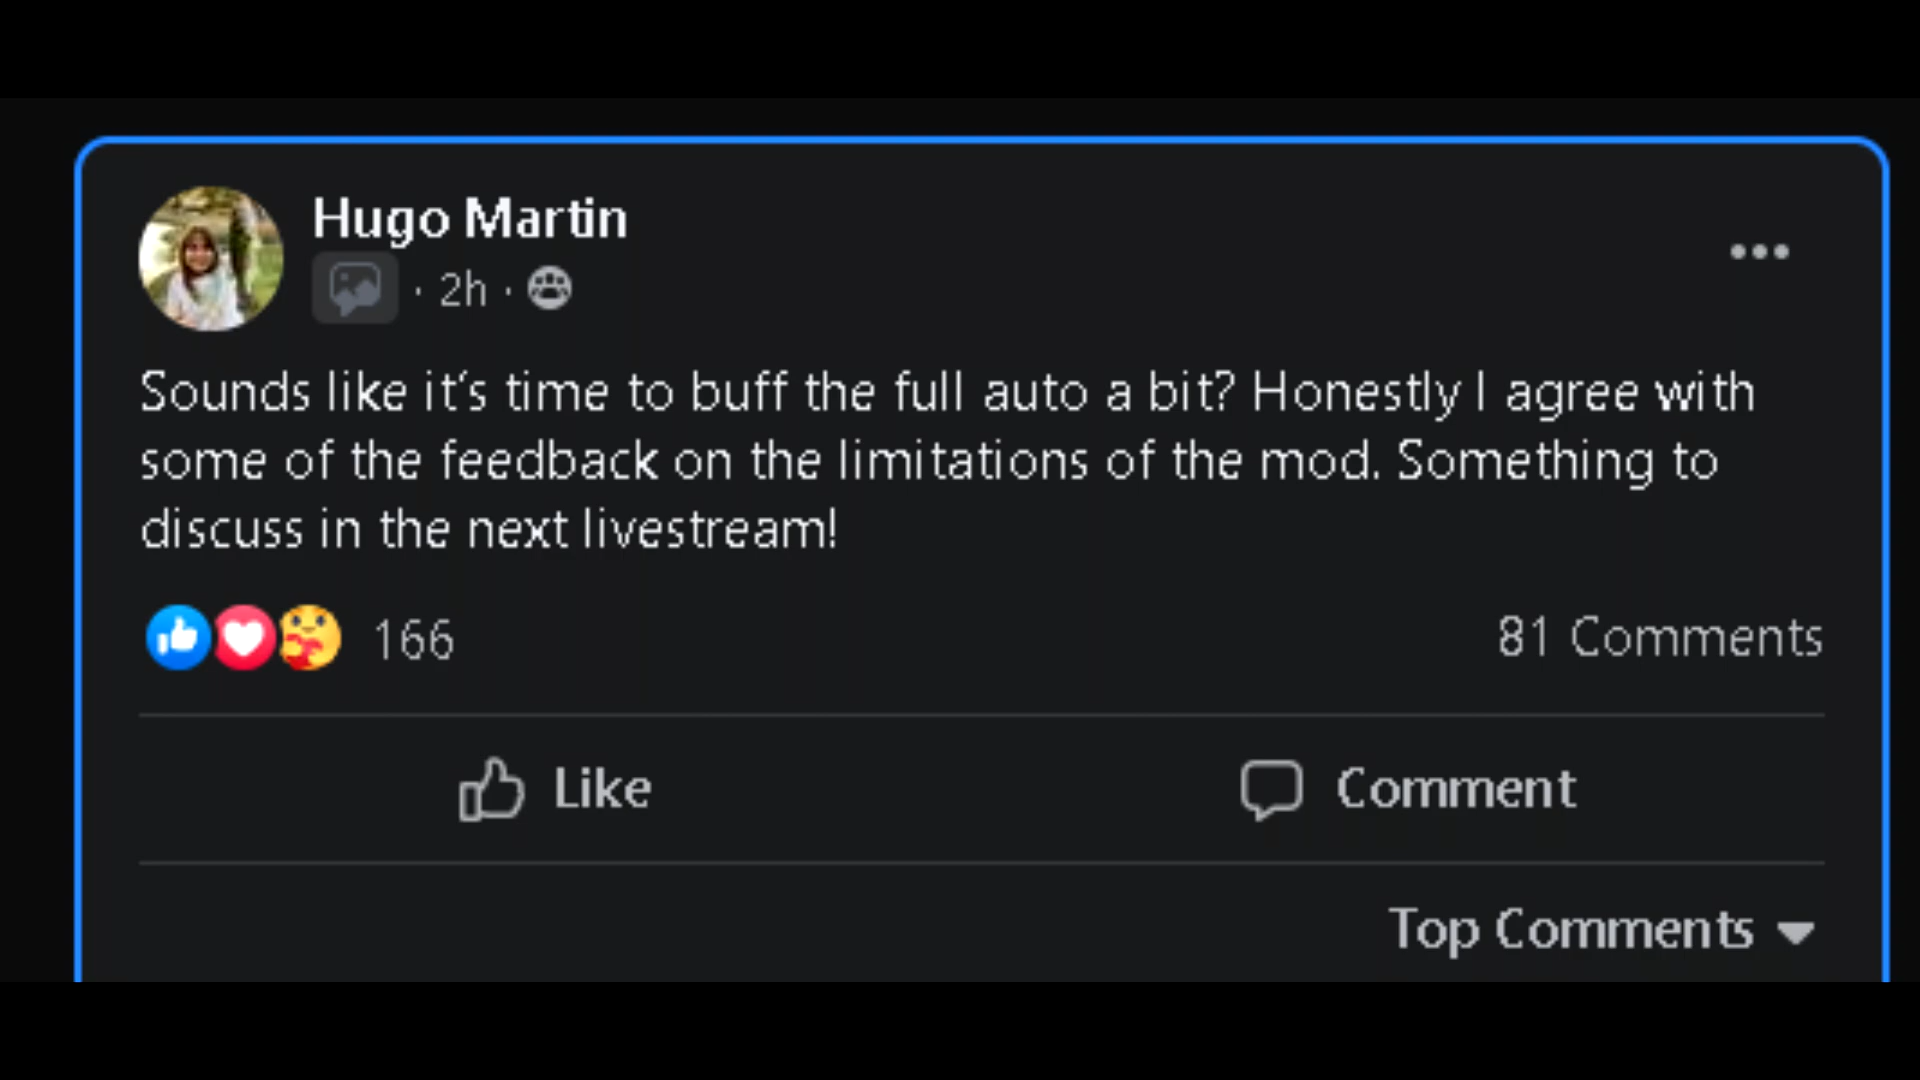 Hugo Martin
· 2h ·
Sounds like it's time to buff the full auto a bit? Honestly I agree with
some of the feedback on the limitations of the mod. Something to
discuss in the next livestream!
166
81 Comments
Like
Comment
Top Comments